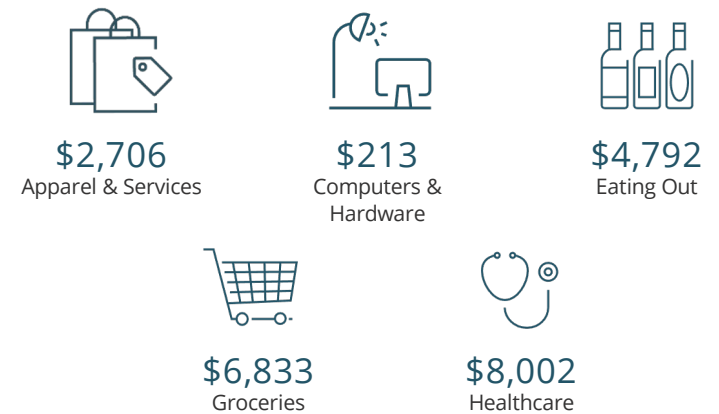 $2,706
Apparel & Services
$213
Computers &
Hardware
$4,792
Eating Out
$6,833
Groceries
$8,002
Healthcare